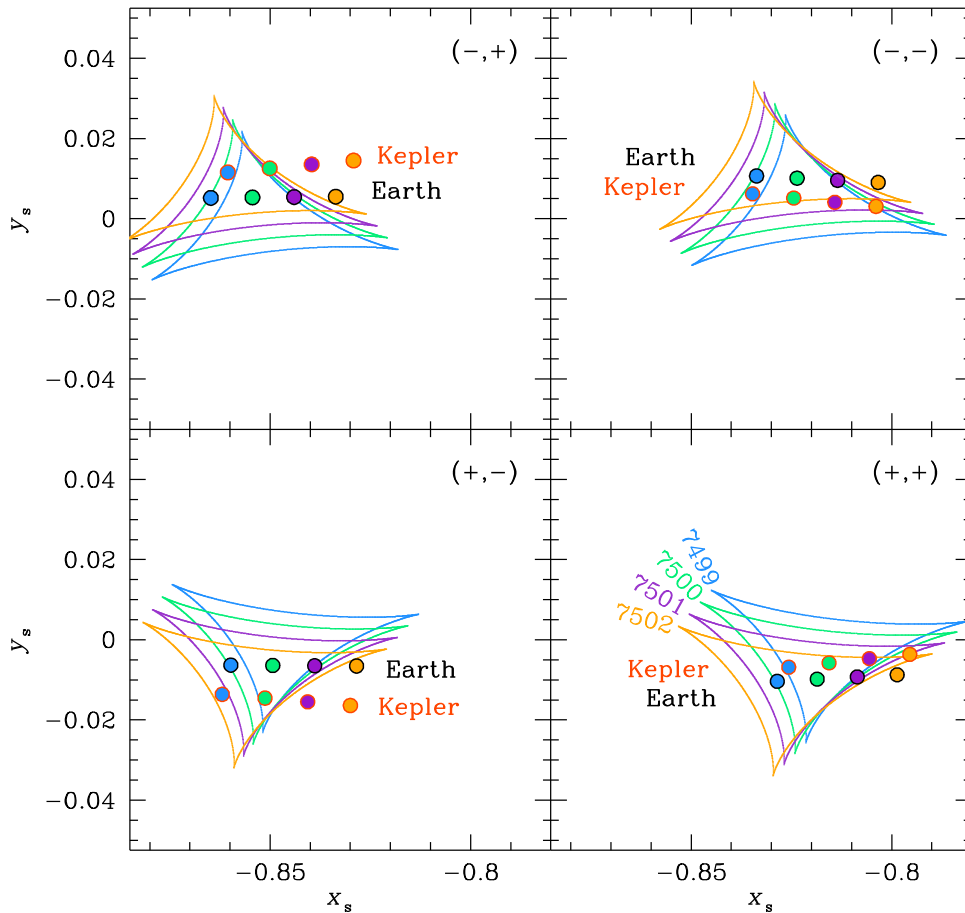 (−,+)
(−,−)
0.04
0.02
0
−0.02
−0.04
y_s
Kepler
Earth
Earth
Kepler
(+,−)
(+,+)
0.04
0.02
0
−0.02
−0.04
y_s
Earth
Kepler
7499
7500
7501
7502
Kepler
Earth
−0.85
−0.8
−0.85
−0.8
x_s
x_s